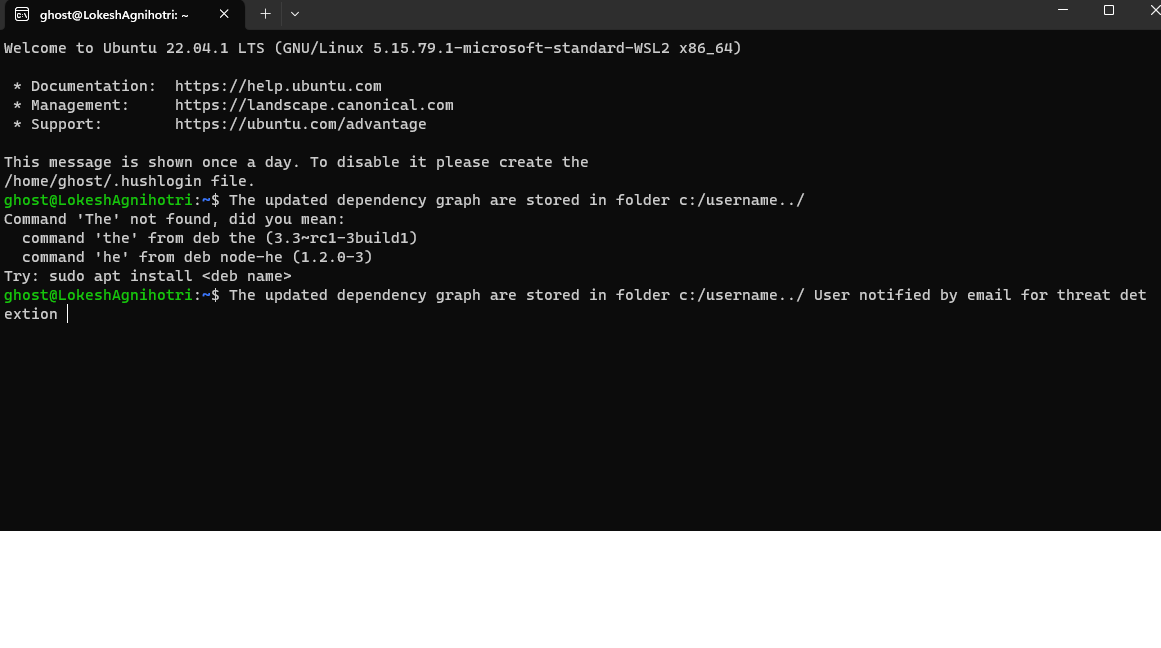 ghost@LokeshAgnihotri: ~
Welcome to Ubuntu 22.04.1 LTS (GNU/Linux 5.15.79.1-microsoft-standard-WSL2 x86_64)
* Documentation:  https://help.ubuntu.com
* Management:     https://landscape.canonical.com
* Support:        https://ubuntu.com/advantage
This message is shown once a day. To disable it please create the
/home/ghost/.hushlogin file.
ghost@LokeshAgnihotri:~$ The updated dependency graph are stored in folder c:/username../
Command 'The' not found, did you mean:
  command 'the' from deb the (3.3~rc1-3build1)
  command 'he' from deb node-he (1.2.0-3)
Try: sudo apt install <deb name>
ghost@LokeshAgnihotri:~$ The updated dependency graph are stored in folder c:/username../ User notified by email for threat det
extion